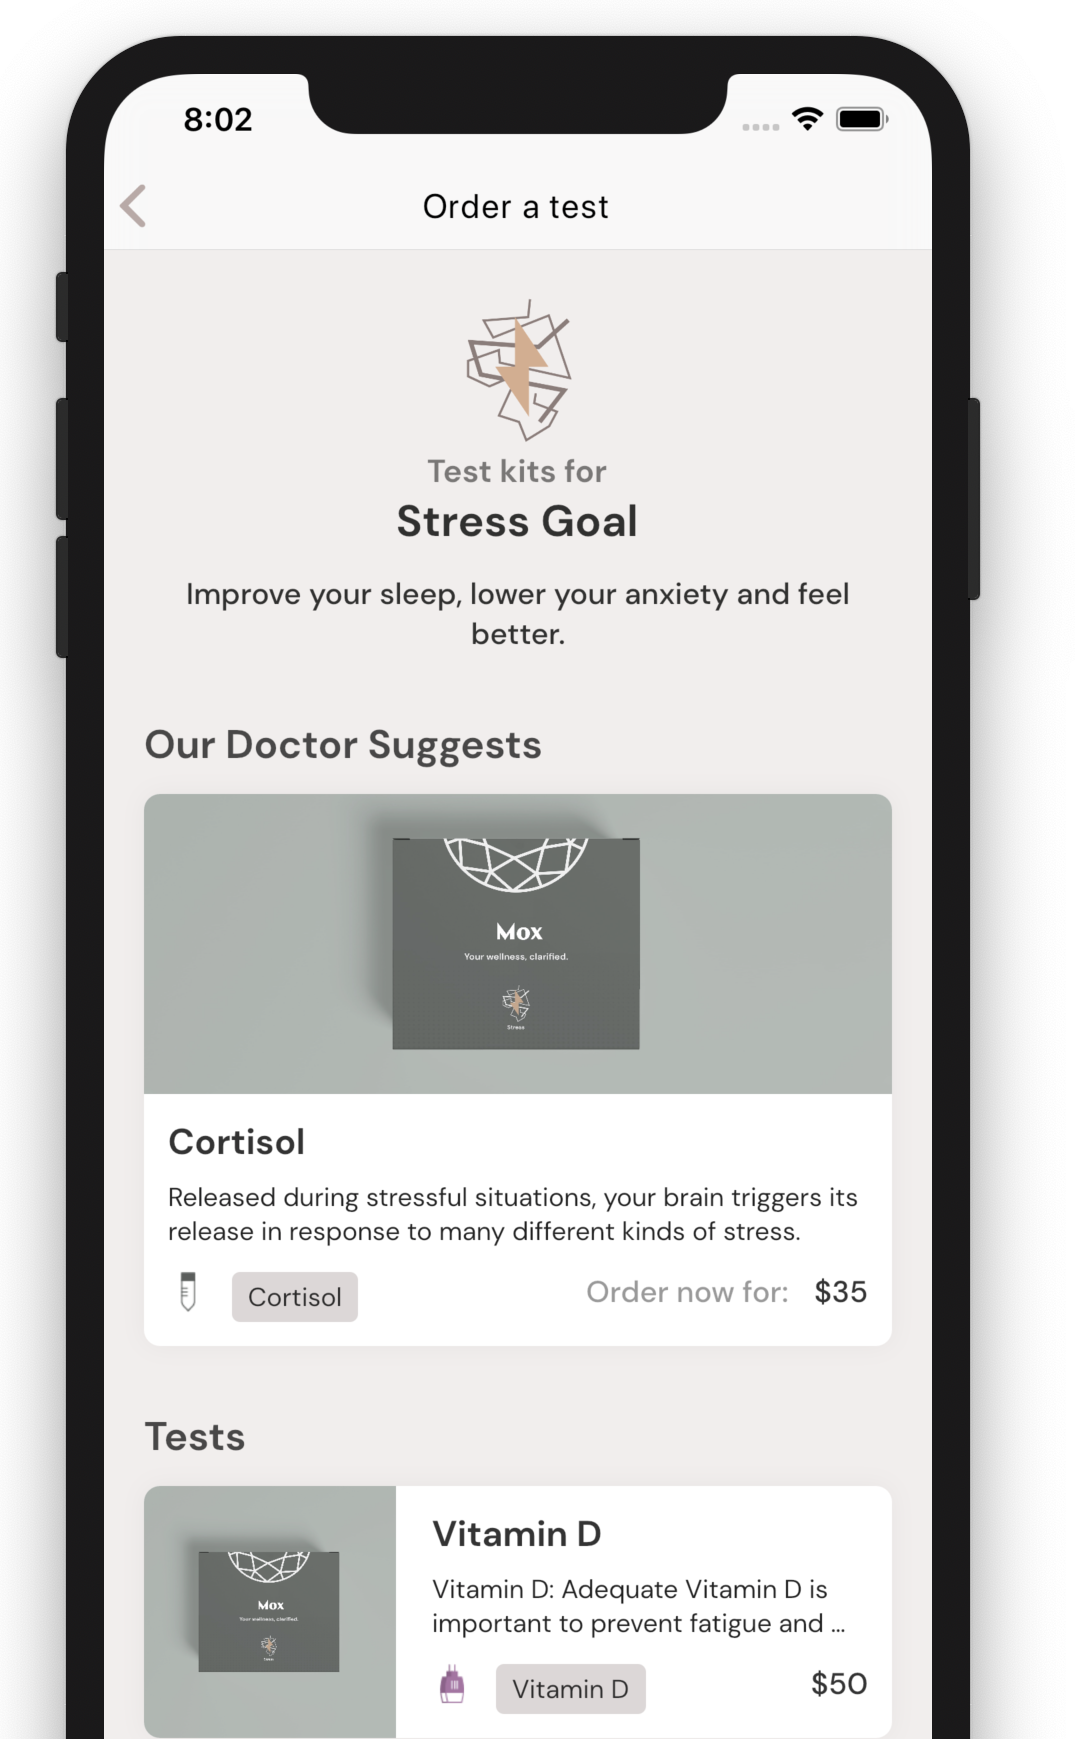 8:02
Order a test
Test kits for
Stress Goal
Improve your sleep, lower your anxiety and feel
better.
Our Doctor Suggests
Mox
Your wellness, clarified.
Stress
Cortisol
Released during stressful situations, your brain triggers its
release in response to many different kinds of stress.
Cortisol
Order now for: $35
Tests
Mox
Your wellness, clarified.
Stress
Vitamin D
Vitamin D: Adequate Vitamin D is
important to prevent fatigue and ...
Vitamin D
$50